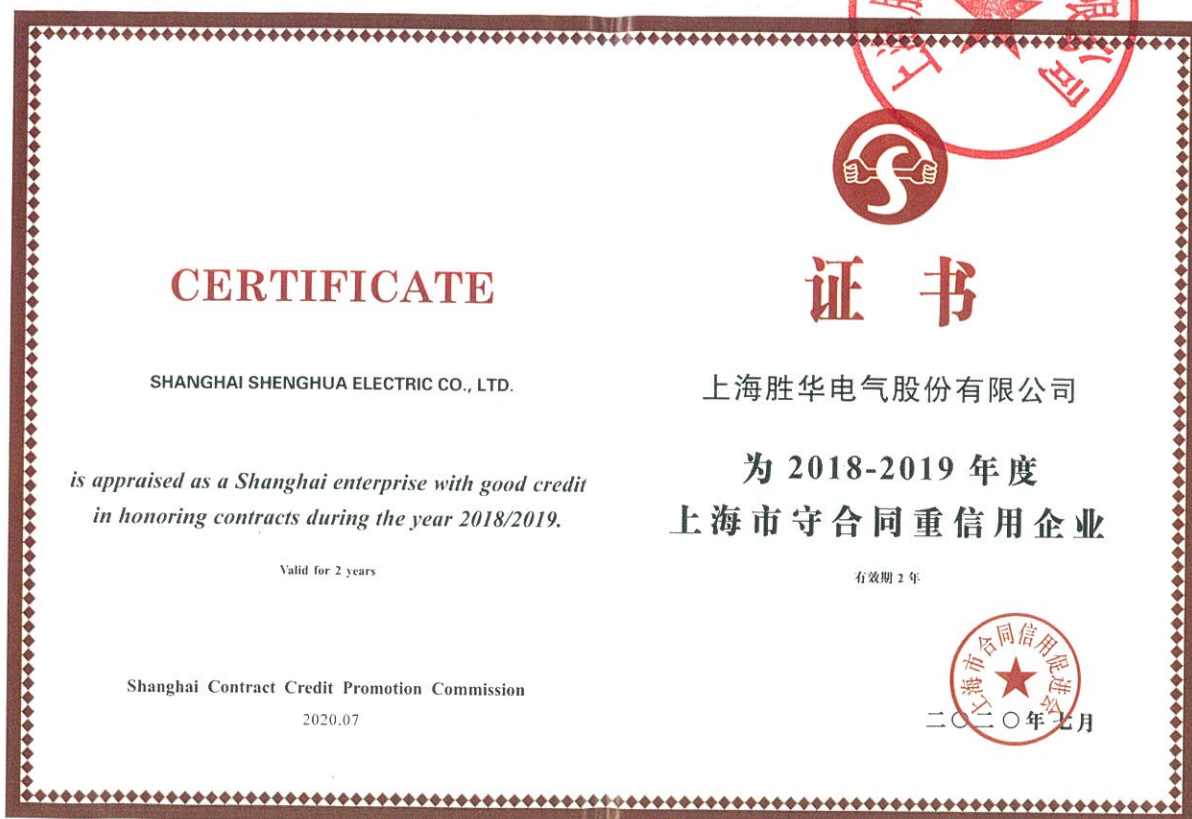 CERTIFICATE
SHANGHAI SHENGHUA ELECTRIC CO., LTD.
is appraised as a Shanghai enterprise with good credit
in honoring contracts during the year 2018/2019.
Valid for 2 years
Shanghai Contract Credit Promotion Commission
2020.07
证书
上海胜华电气股份有限公司
为 2018-2019 年度
上海市守合同重信用企业
有效期 2 年
上海市合同信用促进会
二〇二〇年七月